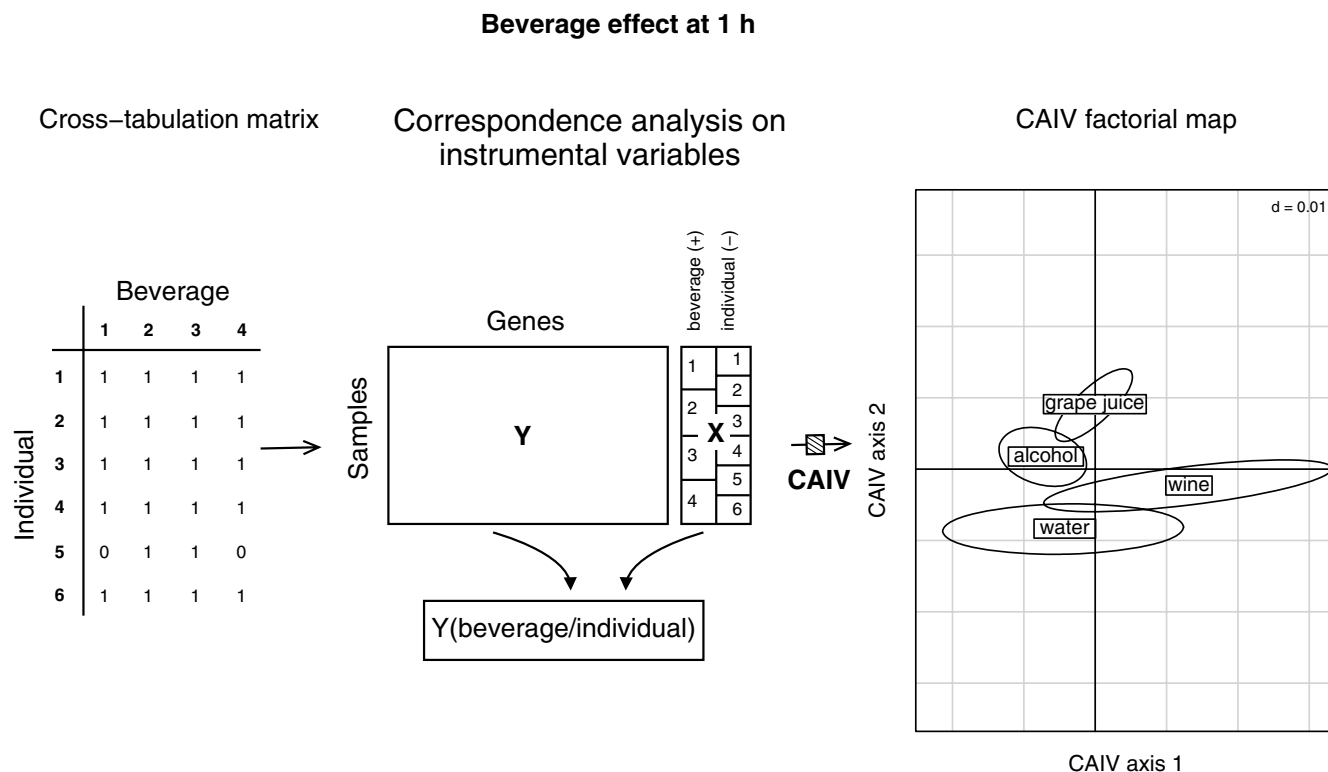 Beverage effect at 1 h
Cross−tabulation matrix
Beverage
1 2 3 4
Individual
1 1 1 1 1
2 1 1 1 1
3 1 1 1 1
4 1 1 1 1
5 0 1 1 0
6 1 1 1 1
Correspondence analysis on
instrumental variables
Genes
Samples
Y
beverage (+)
individual (−)
1
2
3
4
X
1
2
3
4
5
6
Y(beverage/individual)
CAIV
CAIV factorial map
d = 0.01
CAIV axis 2
grape juice
alcohol
wine
water
CAIV axis 1